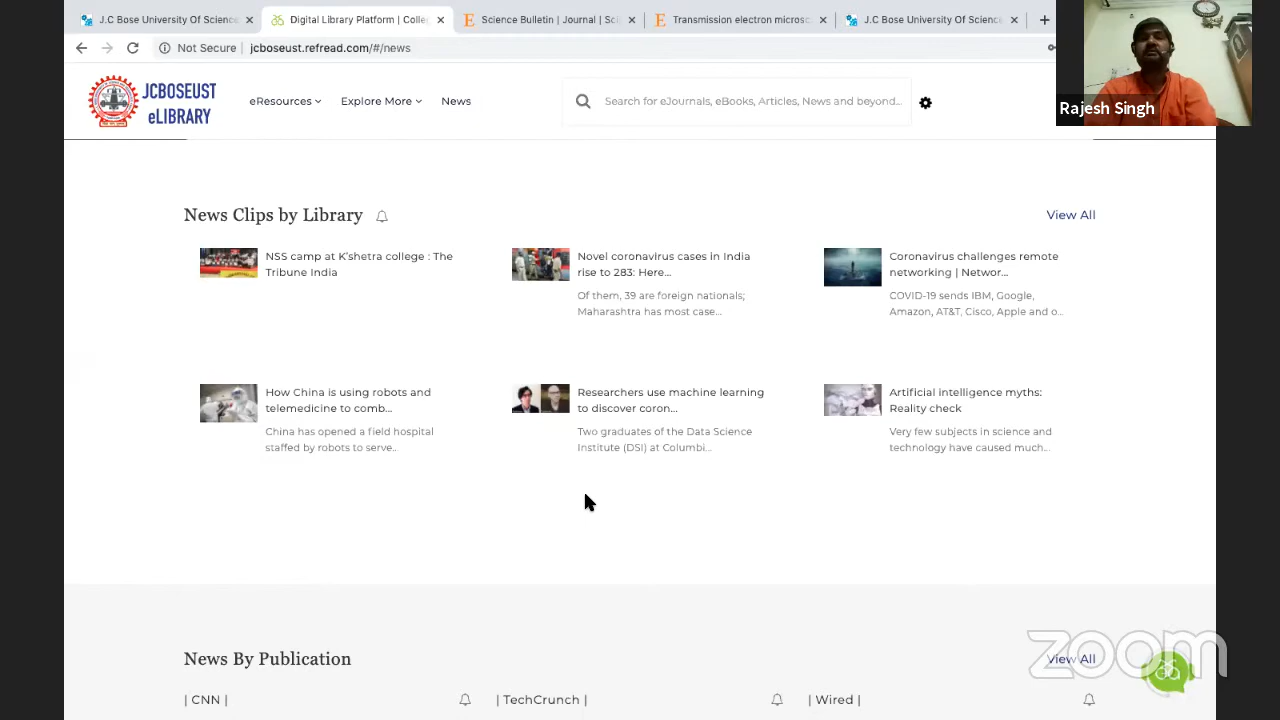 J.C Bose University Of Science
Digital Library Platform | Colle
Science Bulletin | Journal | Sci
Transmission electron microsc
J.C Bose University Of Science
Not Secure | jcboseust.refread.com/#/news
JCBOSEUST
eLIBRARY
eResources
Explore More
News
Search for eJournals, eBooks, Articles, News and beyond...
Rajesh Singh
News Clips by Library
View All
NSS camp at K'shetra college : The
Tribune India
Novel coronavirus cases in India
rise to 283: Here...
Of them, 39 are foreign nationals;
Maharashtra has most case...
Coronavirus challenges remote
networking | Networ...
COVID-19 sends IBM, Google,
Amazon, AT&T, Cisco, Apple and o...
How China is using robots and
telemedicine to comb...
China has opened a field hospital
staffed by robots to serve...
Researchers use machine learning
to discover coron...
Two graduates of the Data Science
Institute (DSI) at Columbi...
Artificial intelligence myths:
Reality check
Very few subjects in science and
technology have caused much...
News By Publication
View All
zoom
| CNN |
| TechCrunch |
| Wired |